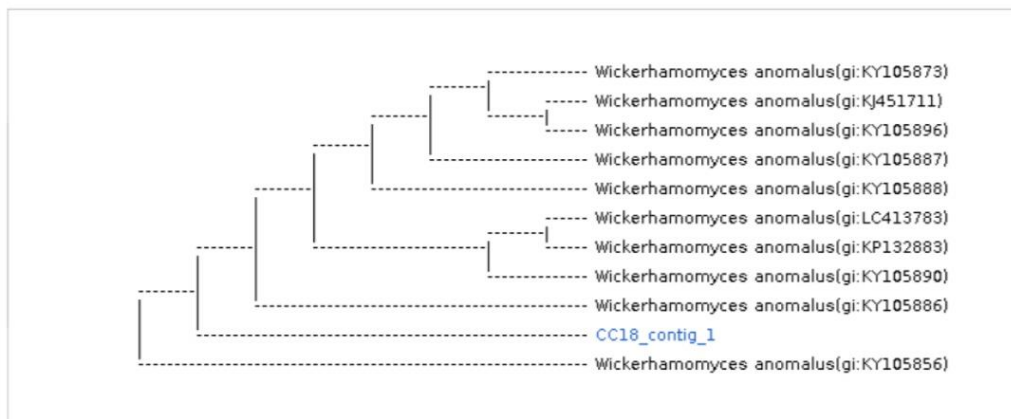 Wickerhamomyces anomalus(gi:KY105873)
Wickerhamomyces anomalus(gi:KJ451711)
Wickerhamomyces anomalus(gi:KY105896)
Wickerhamomyces anomalus(gi:KY105887)
Wickerhamomyces anomalus(gi:KY105888)
Wickerhamomyces anomalus(gi:LC413783)
Wickerhamomyces anomalus(gi:KP132883)
Wickerhamomyces anomalus(gi:KY105890)
Wickerhamomyces anomalus(gi:KY105886)
CC18_contig_1
Wickerhamomyces anomalus(gi:KY105856)